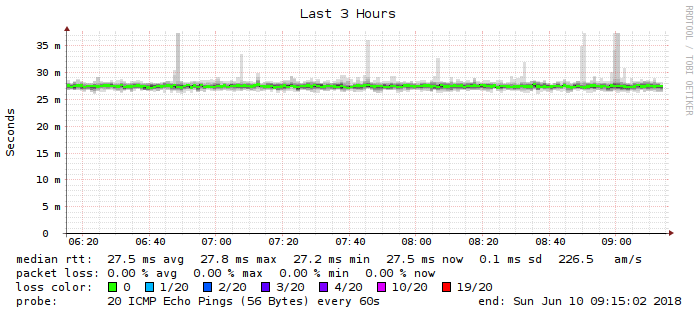 Last 3 Hours
RRDTOOL / TOBI OETIKER
Seconds
35 m
30 m
25 m
20 m
15 m
10 m
5 m
0
06:20 06:40 07:00 07:20 07:40 08:00 08:20 08:40 09:00
median rtt: 27.5 ms avg 27.8 ms max 27.2 ms min 27.5 ms now 0.1 ms sd 226.5 am/s
packet loss: 0.00 % avg 0.00 % max 0.00 % min 0.00 % now
loss color: 0 1/20 2/20 3/20 4/20 10/20 19/20
probe: 20 ICMP Echo Pings (56 Bytes) every 60s end: Sun Jun 10 09:15:02 2018